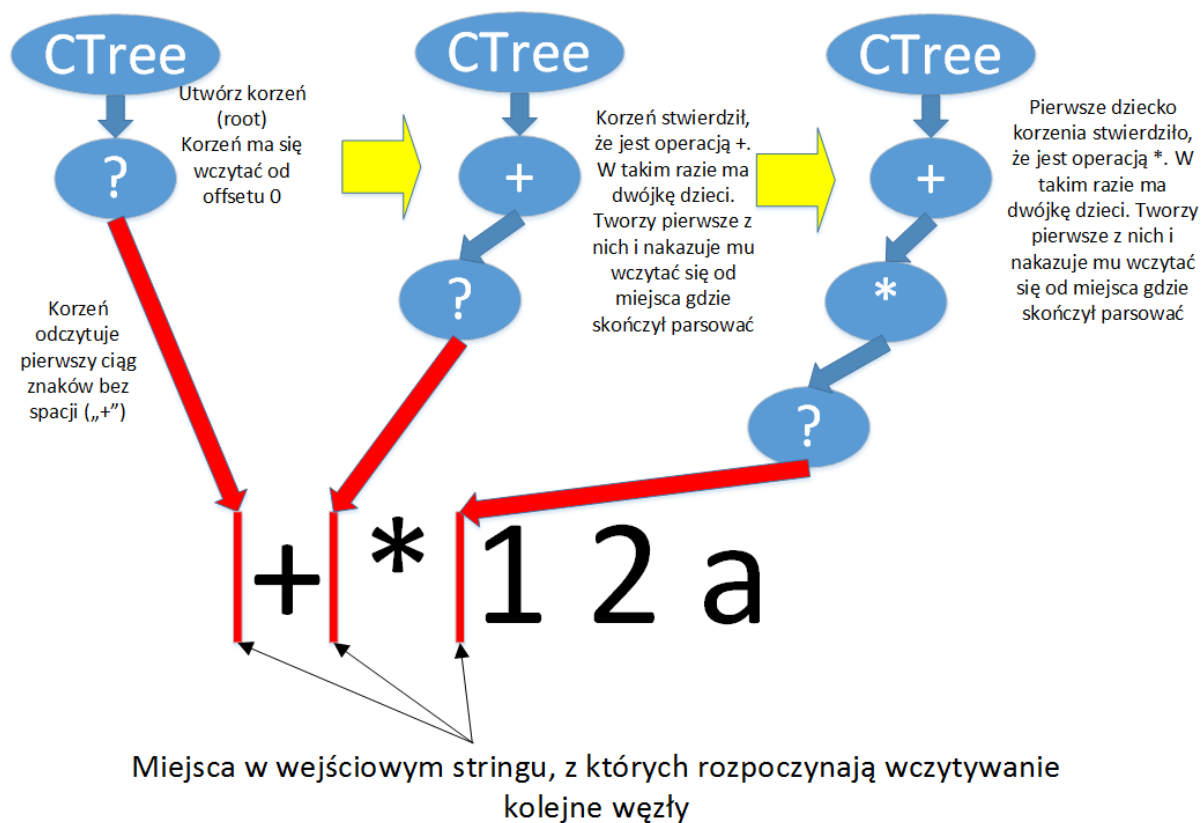 CTree
?
Utwórz korzeń
(root)
Korzeń ma się
wczytać od
offsetu 0
Korzeń
odczytuje
pierwszy ciąg
znaków bez
spacji („+”)
CTree
+
?
Korzeń stwierdził,
że jest operacją +.
W takim razie ma
dwójkę dzieci.
Tworzy pierwsze z
nich i nakazuje mu
wczytać się od
miejsca gdzie
skończył parsować
CTree
+
*
?
Pierwsze dziecko
korzenia stwierdziło,
że jest operacją *. W
takim razie ma
dwójkę dzieci. Tworzy
pierwsze z nich i
nakazuje mu wczytać
się od miejsca gdzie
skończył parsować
+ * 1 2 a
Miejsca w wejściowym stringu, z których rozpoczynają wczytywanie
kolejne węzły